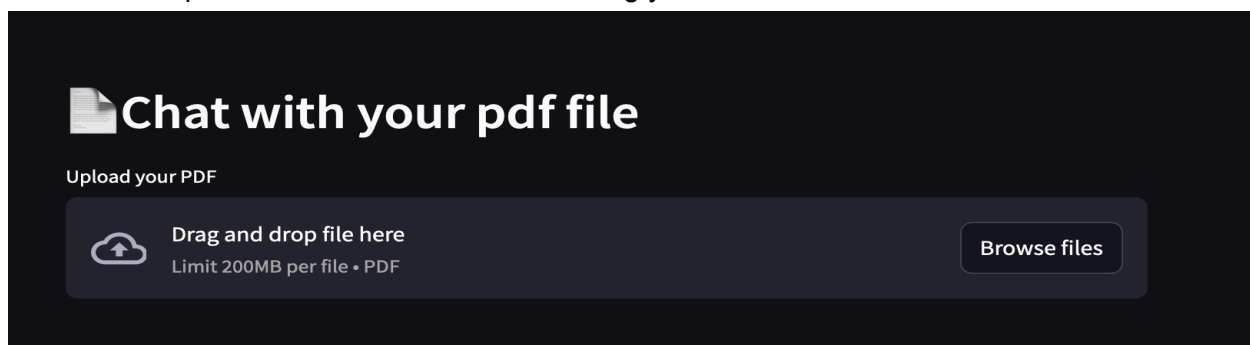 Chat with your pdf file
Upload your PDF
Drag and drop file here
Limit 200MB per file • PDF
Browse files